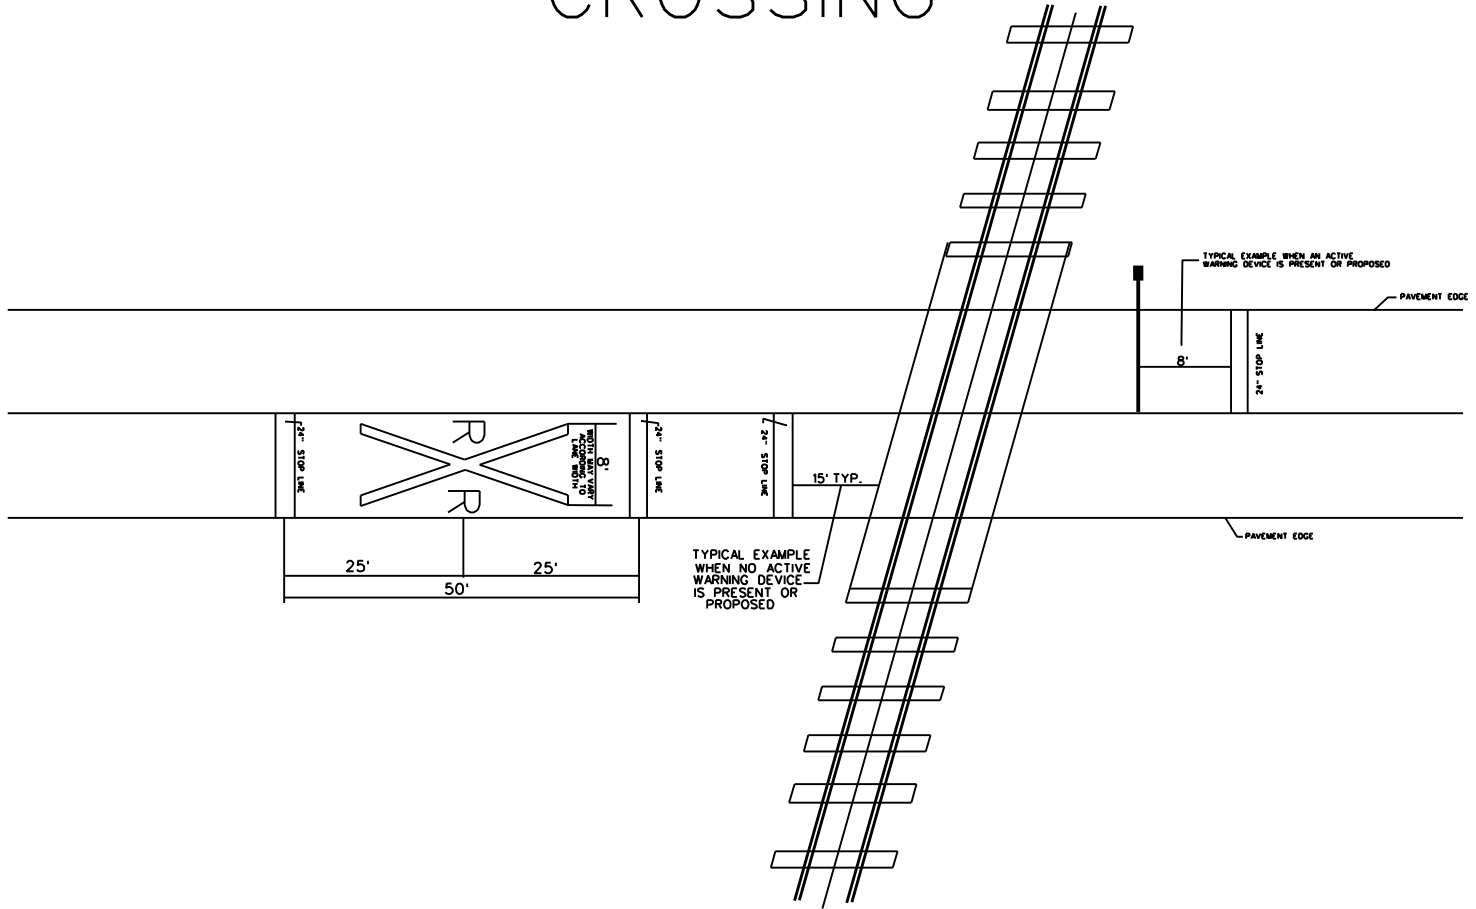 CROSSING
TYPICAL EXAMPLE WHEN AN ACTIVE
WARNING DEVICE IS PRESENT OR PROPOSED
PAVEMENT EDGE
8'
24" STOP LINE
24" STOP LINE
R
R
8'
WIDTH MAY VARY
ACCORDING TO
LANE WIDTH
24" STOP LINE
24" STOP LINE
15' TYP.
PAVEMENT EDGE
TYPICAL EXAMPLE
WHEN NO ACTIVE
WARNING DEVICE
IS PRESENT OR
PROPOSED
25'
25'
50'